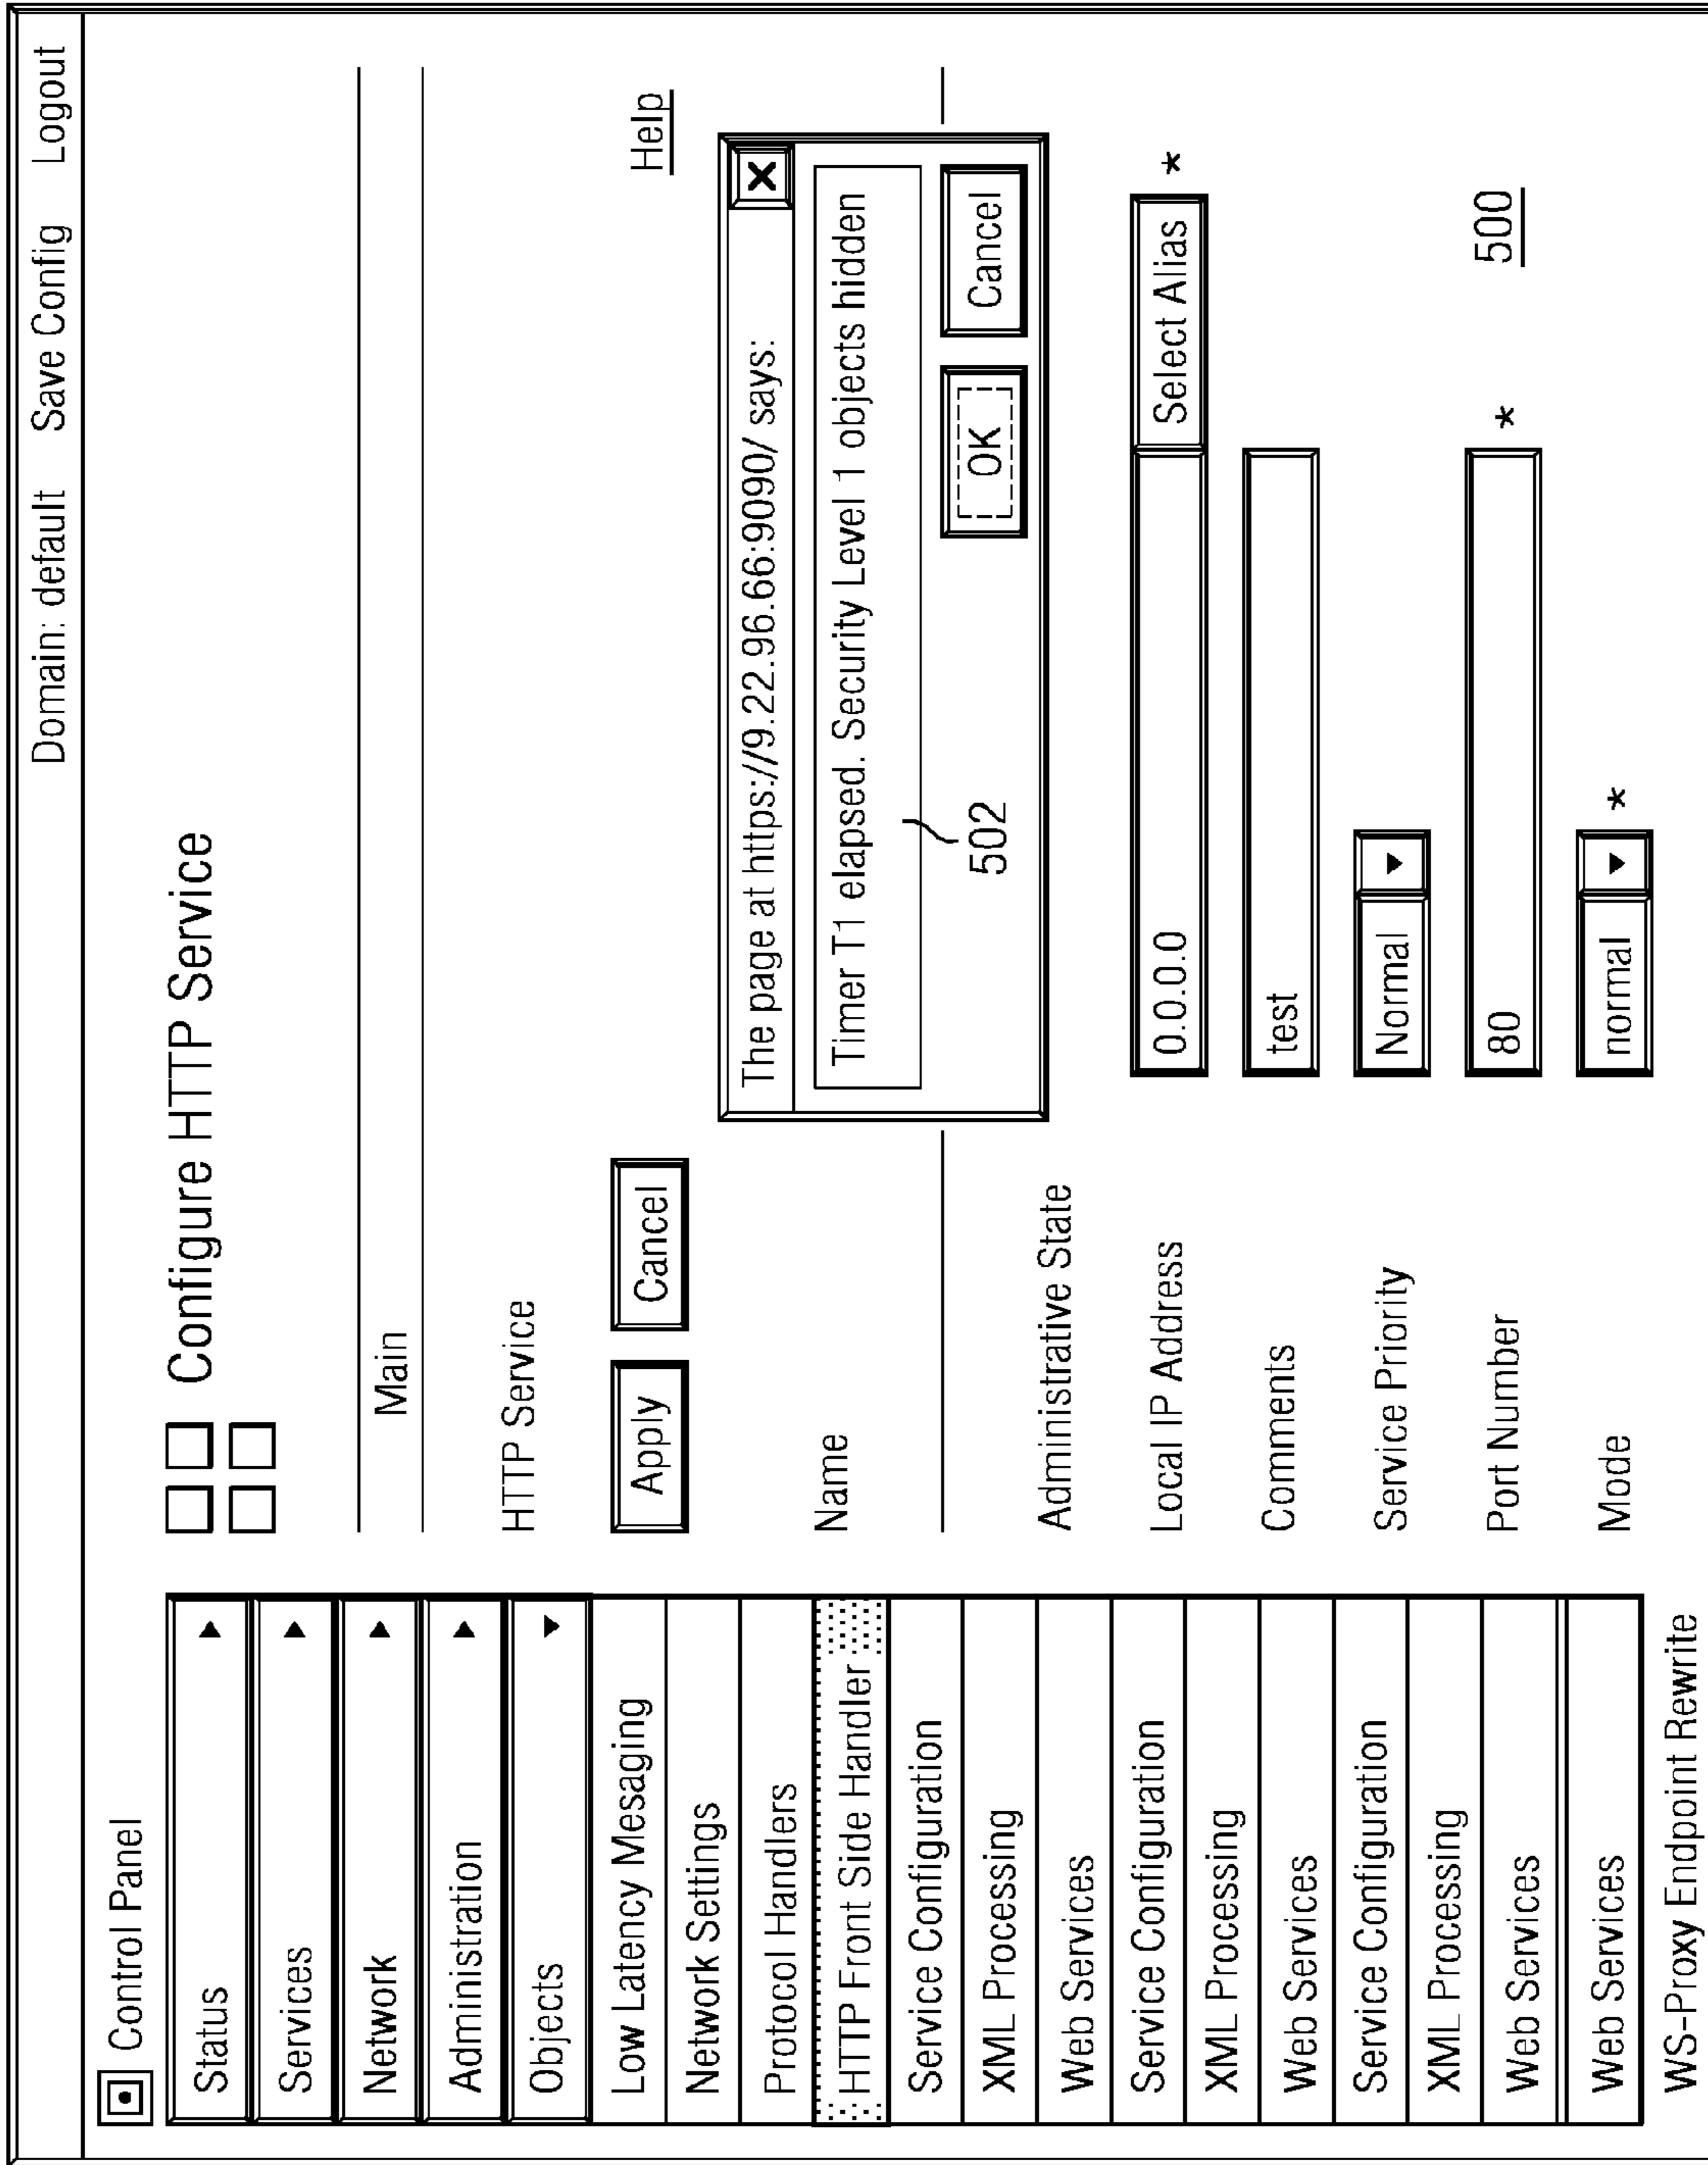 Domain: default Save Config Logout
Control Panel
Status
Services
Network
Administration
Objects
Low Latency Mesaging
Network Settings
Protocol Handlers
HTTP Front Side Handler
Service Configuration
XML Processing
Web Services
Service Configuration
XML Processing
Web Services
Service Configuration
XML Processing
Web Services
Web Services
WS-Proxy Endpoint Rewrite
Configure HTTP Service
Main
HTTP Service
Apply Cancel
Help
Name
The page at https://9.22.96.66:9090/ says:
X
Timer T1 elapsed. Security Level 1 objects hidden
502
OK Cancel
Administrative State
Local IP Address 0.0.0.0 Select Alias *
Comments test
Service Priority Normal
Port Number 80 *
Mode normal *
500